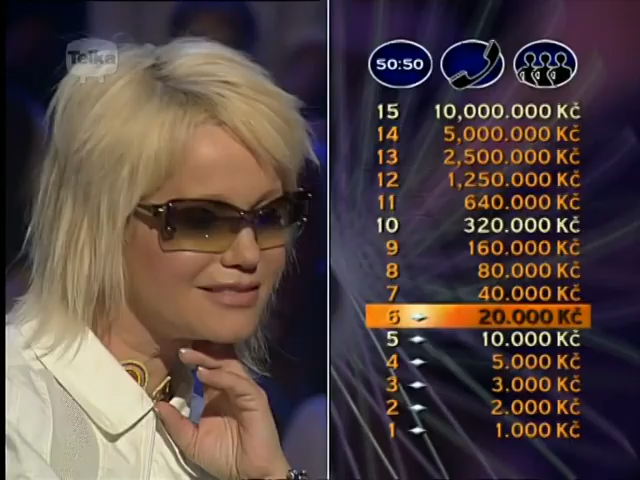 Telka
50:50
15 10,000.000 Kč
14 5,000.000 Kč
13 2,500.000 Kč
12 1,250.000 Kč
11 640.000 Kč
10 320.000 Kč
9 160.000 Kč
8 80.000 Kč
7 40.000 Kč
6 20.000 Kč
5 10.000 Kč
4 5.000 Kč
3 3.000 Kč
2 2.000 Kč
1 1.000 Kč